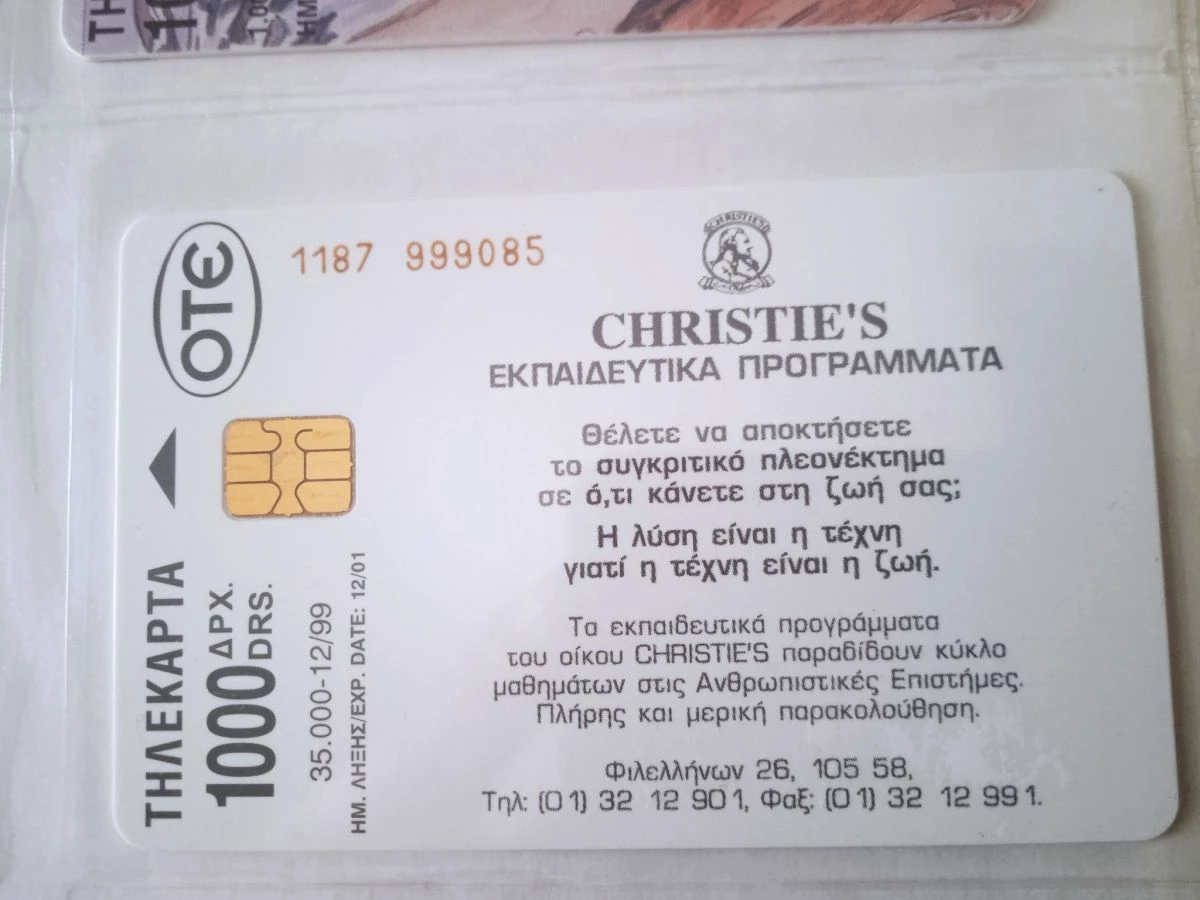 ΤΗ
ΗΜ
ΟΤΕ
1187 999085
CHRISTIE'S
CHRISTIE'S
ΕΚΠΑΙΔΕΥΤΙΚΑ ΠΡΟΓΡΑΜΜΑΤΑ
Θέλετε να αποκτήσετε
το συγκριτικό πλεονέκτημα
σε ό,τι κάνετε στη ζωή σας;
Η λύση είναι η τέχνη
γιατί η τέχνη είναι η ζωή.
Τα εκπαιδευτικά προγράμματα
του οίκου CHRISTIE'S παραδίδουν κύκλο
μαθημάτων στις Ανθρωπιστικές Επιστήμες.
Πλήρης και μερική παρακολούθηση.
Φιλελλήνων 26, 105 58,
Τηλ: (01) 32 12 901, Φαξ: (01) 32 12 991.
ΤΗΛΕΚΑΡΤΑ
1000 ΔΡΧ. DRS.
35.000-12/99
ΗΜ. ΛΗΞΗΣ/EXP. DATE: 12/01